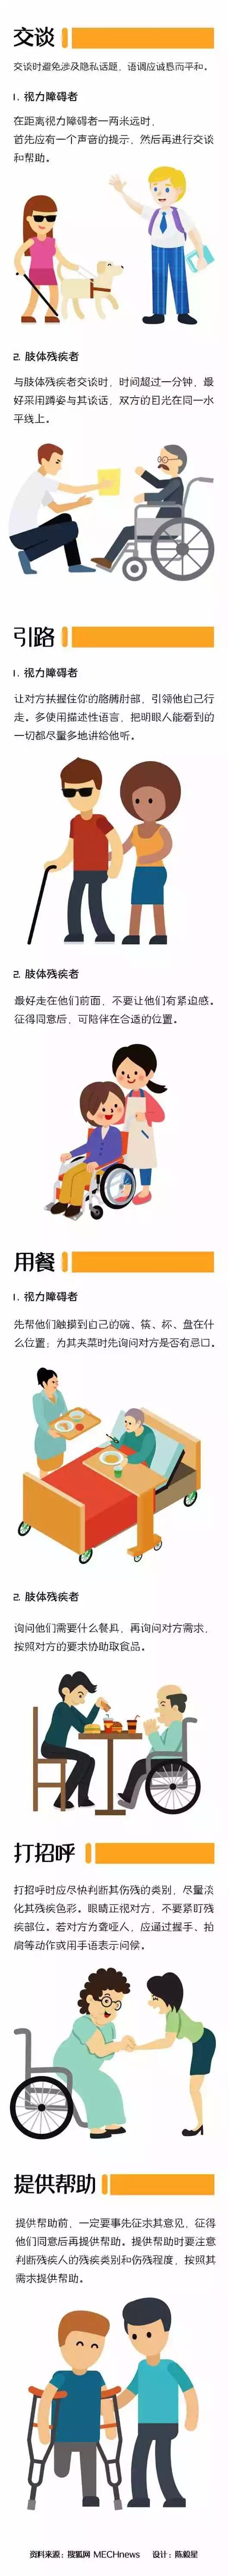 交谈
交谈时避免涉及隐私话题，语调应诚恳而平和。
1. 视力障碍者
在距离视力障碍者一两米远时，
首先应有一个声音的提示，然后再进行交谈
和帮助。
2. 肢体残疾者
与肢体残疾者交谈时，时间超过一分钟，最
好采用蹲姿与其谈话，双方的目光在同一水
平线上。
引路
1. 视力障碍者
让对方扶握住你的胳膊肘部，引领他自己行
走。多使用描述性语言，把明眼人能看到的
一切都尽量多地讲给他听。
2. 肢体残疾者
最好走在他们前面，不要让他们有紧迫感。
征得同意后，可陪伴在合适的位置。
用餐
1. 视力障碍者
先帮他们触摸到自己的碗、筷、杯、盘在什
么位置；为其夹菜时先询问对方是否有忌口。
2. 肢体残疾者
询问他们需要什么餐具，再询问对方需求，
按照对方的要求协助取食品。
打招呼
打招呼时应尽快判断其伤残的类别，尽量淡
化其残疾色彩。眼睛正视对方，不要紧盯残
疾部位。若对方为聋哑人，应通过握手、拍
肩等动作或用手语表示问候。
提供帮助
提供帮助前，一定要事先征求其意见，征得
他们同意后再提供帮助。提供帮助时要注意
判断残疾人的残疾类别和伤残程度，按照其
需求提供帮助。
资料来源：搜狐网 MECHnews 设计：陈毅星